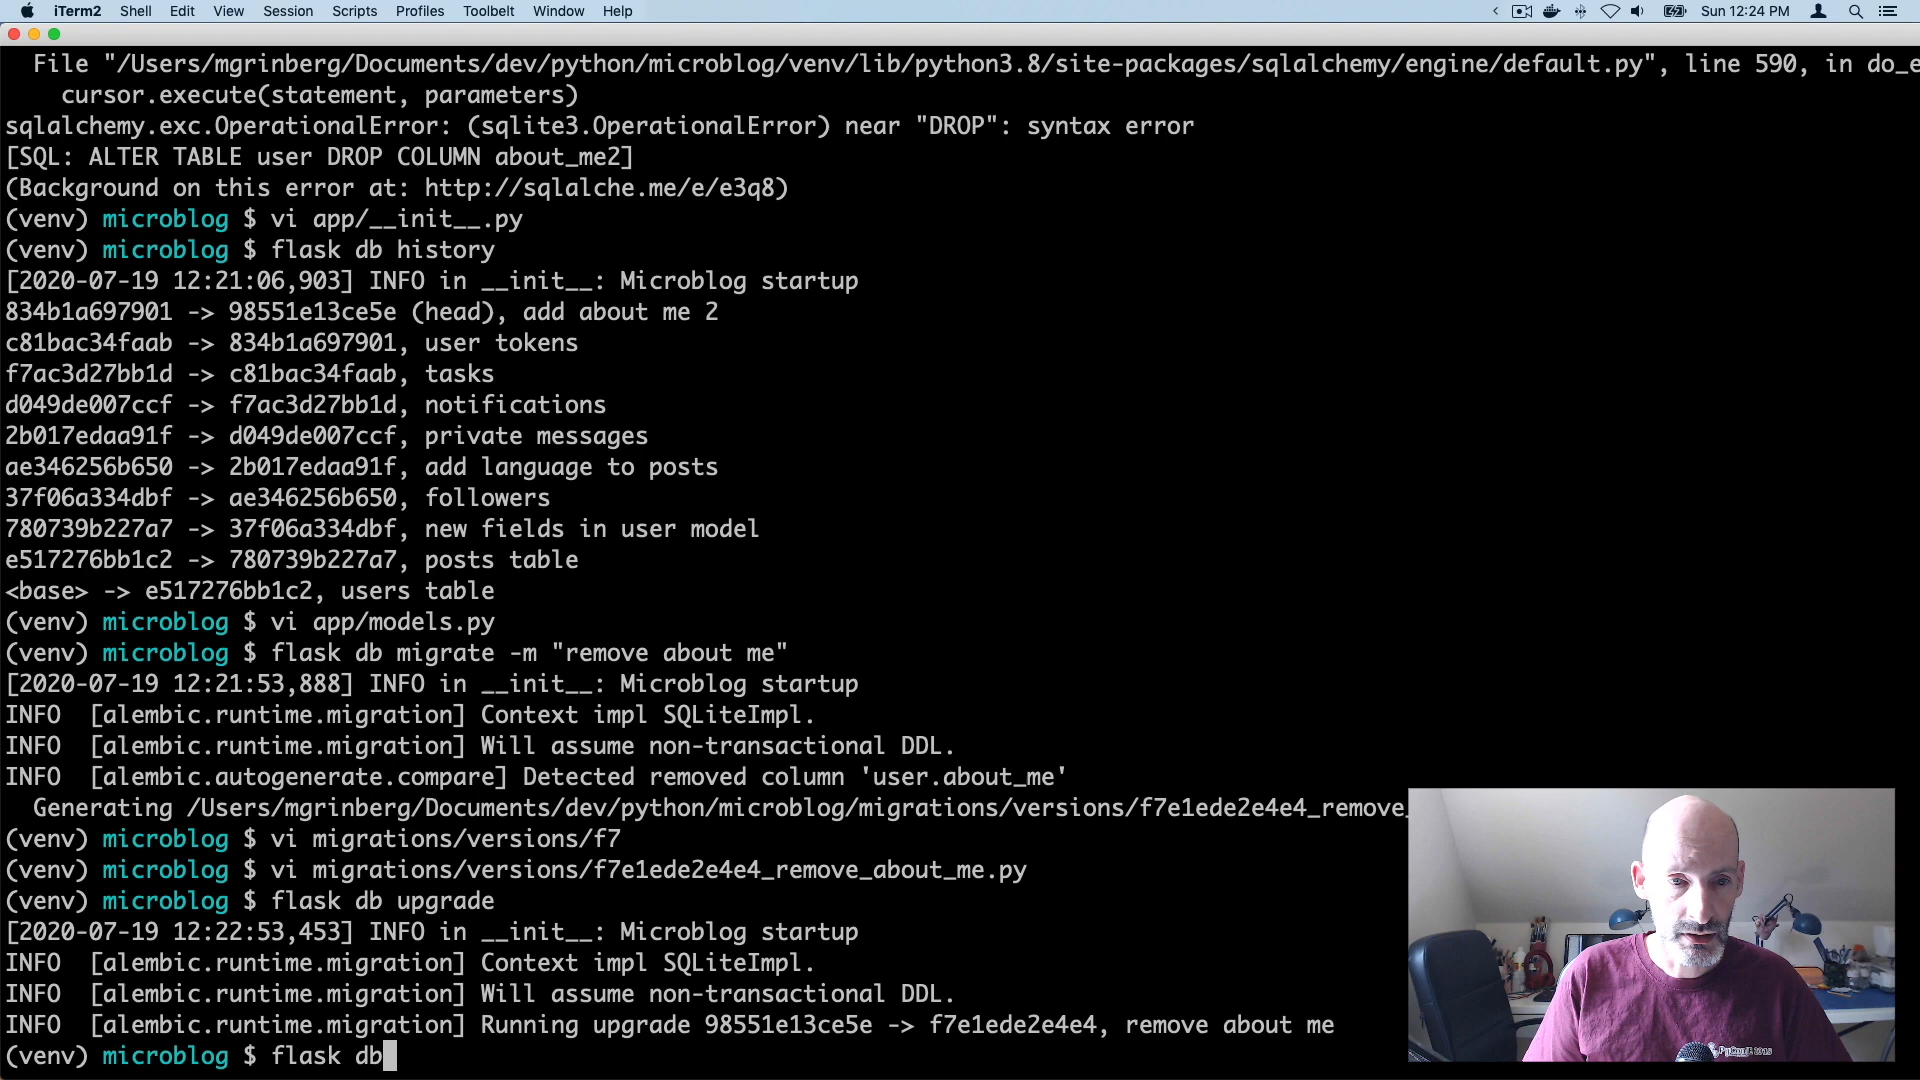 iTerm2 Shell Edit View Session Scripts Profiles Toolbelt Window Help Sun 12:24 PM
File "/Users/mgrinberg/Documents/dev/python/microblog/venv/lib/python3.8/site-packages/sqlalchemy/engine/default.py", line 590, in do_e
cursor.execute(statement, parameters)
sqlalchemy.exc.OperationalError: (sqlite3.OperationalError) near "DROP": syntax error
[SQL: ALTER TABLE user DROP COLUMN about_me2]
(Background on this error at: http://sqlalche.me/e/e3q8)
(venv) microblog $ vi app/__init__.py
(venv) microblog $ flask db history
[2020-07-19 12:21:06,903] INFO in __init__: Microblog startup
834b1a697901 -> 98551e13ce5e (head), add about me 2
c81bac34faab -> 834b1a697901, user tokens
f7ac3d27bb1d -> c81bac34faab, tasks
d049de007ccf -> f7ac3d27bb1d, notifications
2b017edaa91f -> d049de007ccf, private messages
ae346256b650 -> 2b017edaa91f, add language to posts
37f06a334dbf -> ae346256b650, followers
780739b227a7 -> 37f06a334dbf, new fields in user model
e517276bb1c2 -> 780739b227a7, posts table
<base> -> e517276bb1c2, users table
(venv) microblog $ vi app/models.py
(venv) microblog $ flask db migrate -m "remove about me"
[2020-07-19 12:21:53,888] INFO in __init__: Microblog startup
INFO  [alembic.runtime.migration] Context impl SQLiteImpl.
INFO  [alembic.runtime.migration] Will assume non-transactional DDL.
INFO  [alembic.autogenerate.compare] Detected removed column 'user.about_me'
Generating /Users/mgrinberg/Documents/dev/python/microblog/migrations/versions/f7e1ede2e4e4_remove_
(venv) microblog $ vi migrations/versions/f7
(venv) microblog $ vi migrations/versions/f7e1ede2e4e4_remove_about_me.py
(venv) microblog $ flask db upgrade
[2020-07-19 12:22:53,453] INFO in __init__: Microblog startup
INFO  [alembic.runtime.migration] Context impl SQLiteImpl.
INFO  [alembic.runtime.migration] Will assume non-transactional DDL.
INFO  [alembic.runtime.migration] Running upgrade 98551e13ce5e -> f7e1ede2e4e4, remove about me
(venv) microblog $ flask db